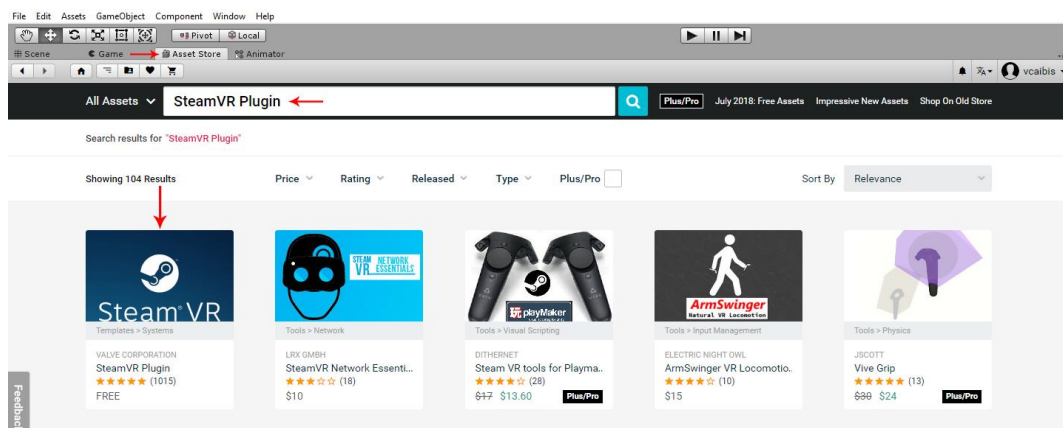 File Edit Assets GameObject Component Window Help
Pivot Local
Scene Game Asset Store Animator
vcaibis
All Assets SteamVR Plugin Plus/Pro July 2018: Free Assets Impressive New Assets Shop On Old Store
Search results for "SteamVR Plugin"
Showing 104 Results Price Rating Released Type Plus/Pro Sort By Relevance
STEAM NETWORK
VR ESSENTIALS
playMaker
ArmSwinger
Natural VR Locomotion
Steam VR
Templates > Systems Tools > Network Tools > Visual Scripting Tools > Input Management Tools > Physics
VALVE CORPORATION LRX GMBH DITHERNET ELECTRIC NIGHT OWL JSCOTT
SteamVR Plugin SteamVR Network Essenti... Steam VR tools for Playma.. ArmSwinger VR Locomotio.. Vive Grip
(1015) (18) (28) (10) (13)
FREE $10 $17 $13.60 Plus/Pro $15 $30 $24 Plus/Pro
Feedback